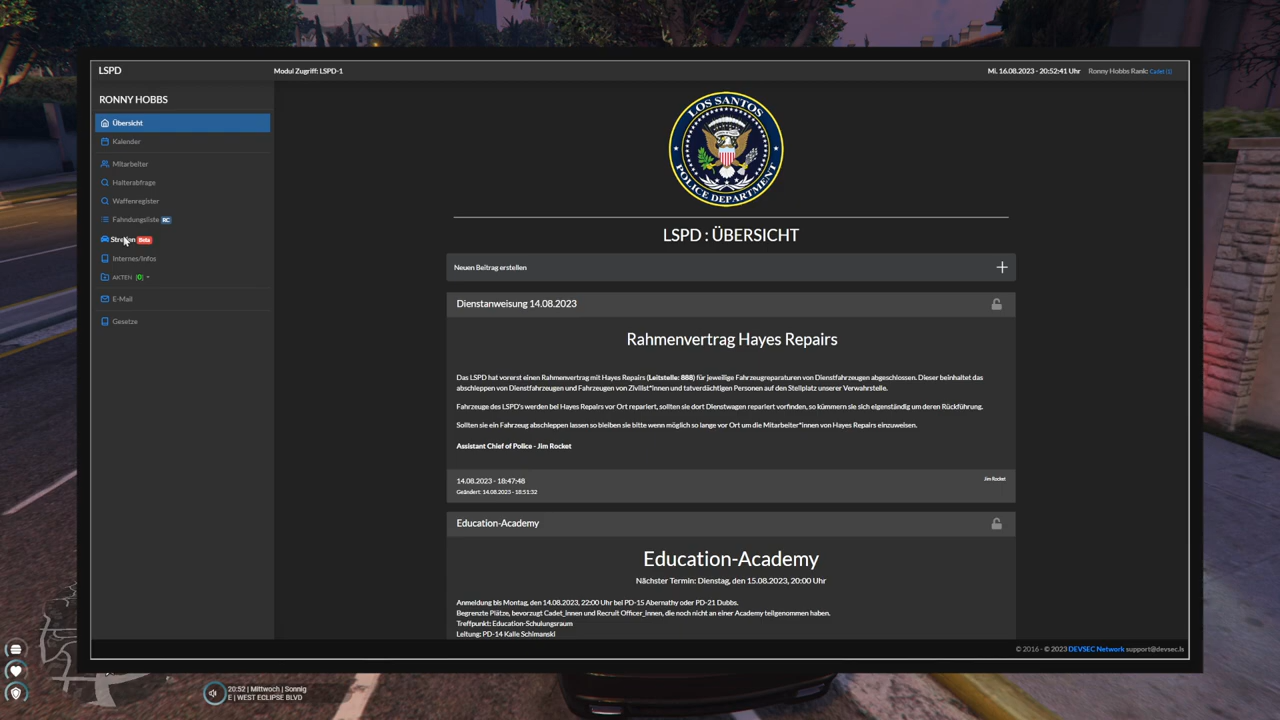 LSPD
Modul Zugriff: LSPD-1
Mi. 16.08.2023 - 20:52:41 Uhr
Ronny Hobbs Rank: Cadet (1)
RONNY HOBBS
Übersicht
Kalender
Mitarbeiter
Halterabfrage
Waffenregister
Fahndungsliste RC
Streifen Beta
Internes/Infos
AKTEN [0]
E-Mail
Gesetze
LOS SANTOS
POLICE DEPARTMENT
LSPD : ÜBERSICHT
Neuen Beitrag erstellen
Dienstanweisung 14.08.2023
Rahmenvertrag Hayes Repairs
Das LSPD hat vorerst einen Rahmenvertrag mit Hayes Repairs (Leitstelle: 888) für jeweilige Fahrzeugreparaturen von Dienstfahrzeugen abgeschlossen. Dieser beinhaltet das
abschleppen von Dienstfahrzeugen und Fahrzeugen von Zivilist*innen und tatverdächtigen Personen auf den Stellplatz unserer Verwahrstelle.
Fahrzeuge des LSPD's werden bei Hayes Repairs vor Ort repariert, sollten sie dort Dienstwagen repariert vorfinden, so kümmern sie sich eigenständig um deren Rückführung.
Sollten sie ein Fahrzeug abschleppen lassen so bleiben sie bitte wenn möglich so lange vor Ort um die Mitarbeiter*innen von Hayes Repairs einzuweisen.
Assistant Chief of Police - Jim Rocket
14.08.2023 - 18:47:48
Jim Rocket
Geändert: 14.08.2023 - 18:51:32
Education-Academy
Education-Academy
Nächster Termin: Dienstag, den 15.08.2023, 20:00 Uhr
Anmeldung bis Montag, den 14.08.2023, 22:00 Uhr bei PD-15 Abernathy oder PD-21 Dubbs.
Begrenzte Plätze, bevorzugt Cadet_innen und Recruit Officer_innen, die noch nicht an einer Academy teilgenommen haben.
Treffpunkt: Education-Schulungsraum
Leitung: PD-14 Kalle Schimanski
© 2016 - © 2023 DEVSEC Network support@devsec.ls
20:52 | Mittwoch | Sonnig
E | WEST ECLIPSE BLVD